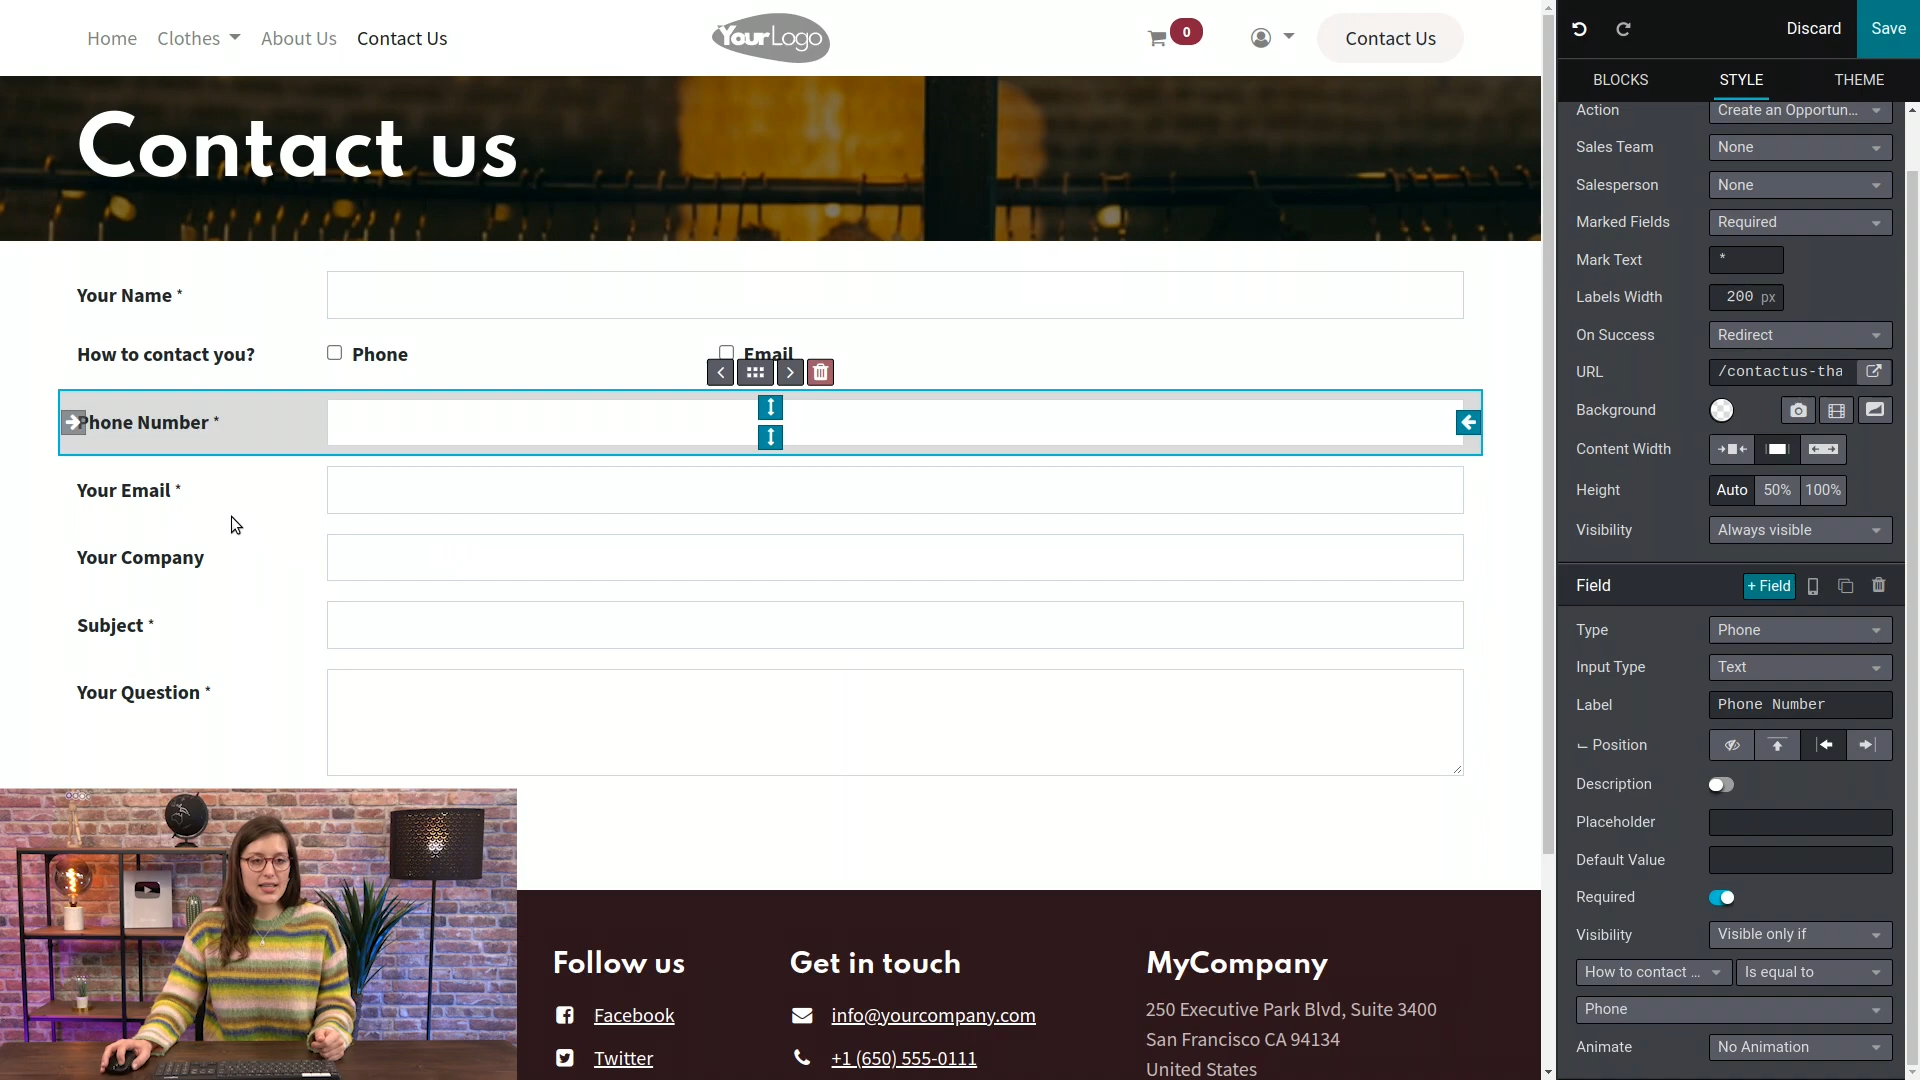 Home
Clothes
About Us
Contact Us
YourLogo
0
Contact Us
Discard
Save
BLOCKS
STYLE
THEME
Contact us
Your Name *
How to contact you?
Phone
Email
Phone Number *
Your Email *
Your Company
Subject *
Your Question *
Action
Create an Opportun...
Sales Team
None
Salesperson
None
Marked Fields
Required
Mark Text
*
Labels Width
200 px
On Success
Redirect
URL
/contactus-tha
Background
Content Width
Height
Auto
50%
100%
Visibility
Always visible
Field
+ Field
Type
Phone
Input Type
Text
Label
Phone Number
Position
Description
Placeholder
Default Value
Required
Visibility
Visible only if
How to contact ...
Is equal to
Phone
Animate
No Animation
odoo
Follow us
Facebook
Twitter
Get in touch
info@yourcompany.com
+1 (650) 555-0111
MyCompany
250 Executive Park Blvd, Suite 3400
San Francisco CA 94134
United States